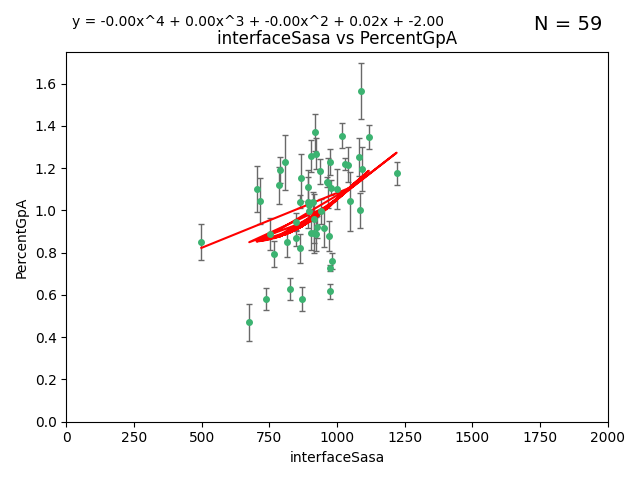 y = -0.00x^4 + 0.00x^3 + -0.00x^2 + 0.02x + -2.00
N = 59
interfaceSasa vs PercentGpA
PercentGpA
1.6
1.4
1.2
1.0
0.8
0.6
0.4
0.2
0.0
0 250 500 750 1000 1250 1500 1750 2000
interfaceSasa